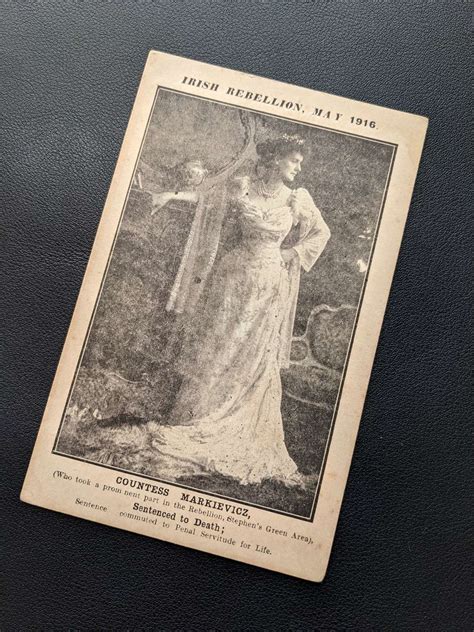 IRISH REBELLION, MAY 1916.
COUNTESS MARKIEVICZ,
(Who took a prominent part in the Rebellion, Stephen's Green Area),
Sentenced to Death;
Sentence commuted to Penal Servitude for Life.